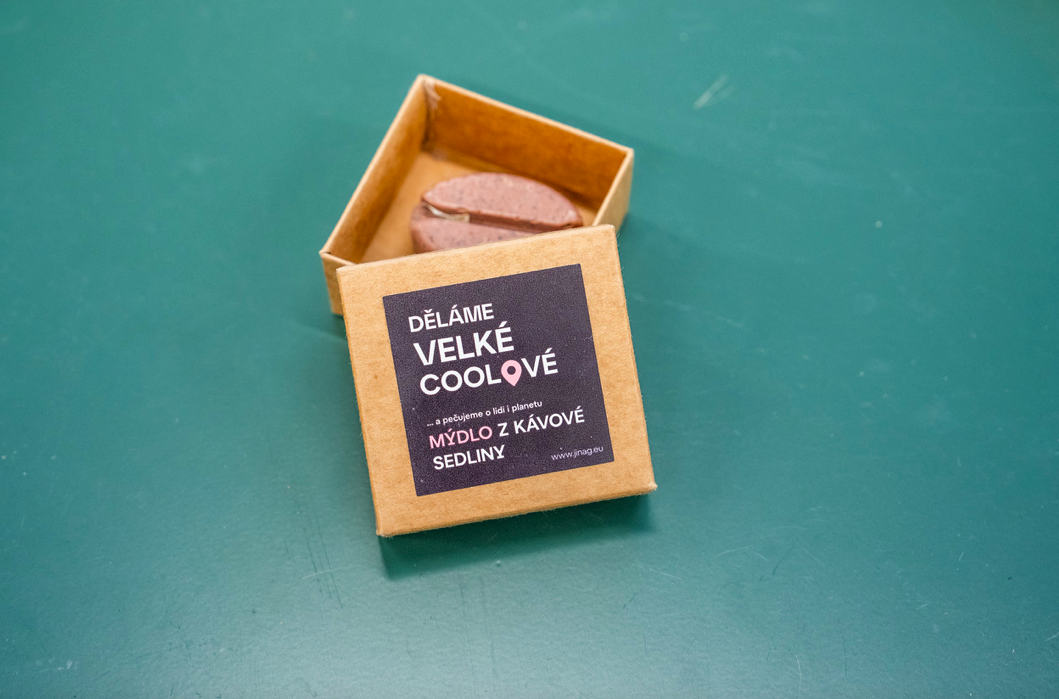 DĚLÁME
VELKÉ
COOLOVÉ
... a pečujeme o lidi i planetu
MÝDLO Z KÁVOVÉ
SEDLINY
www.jinag.eu